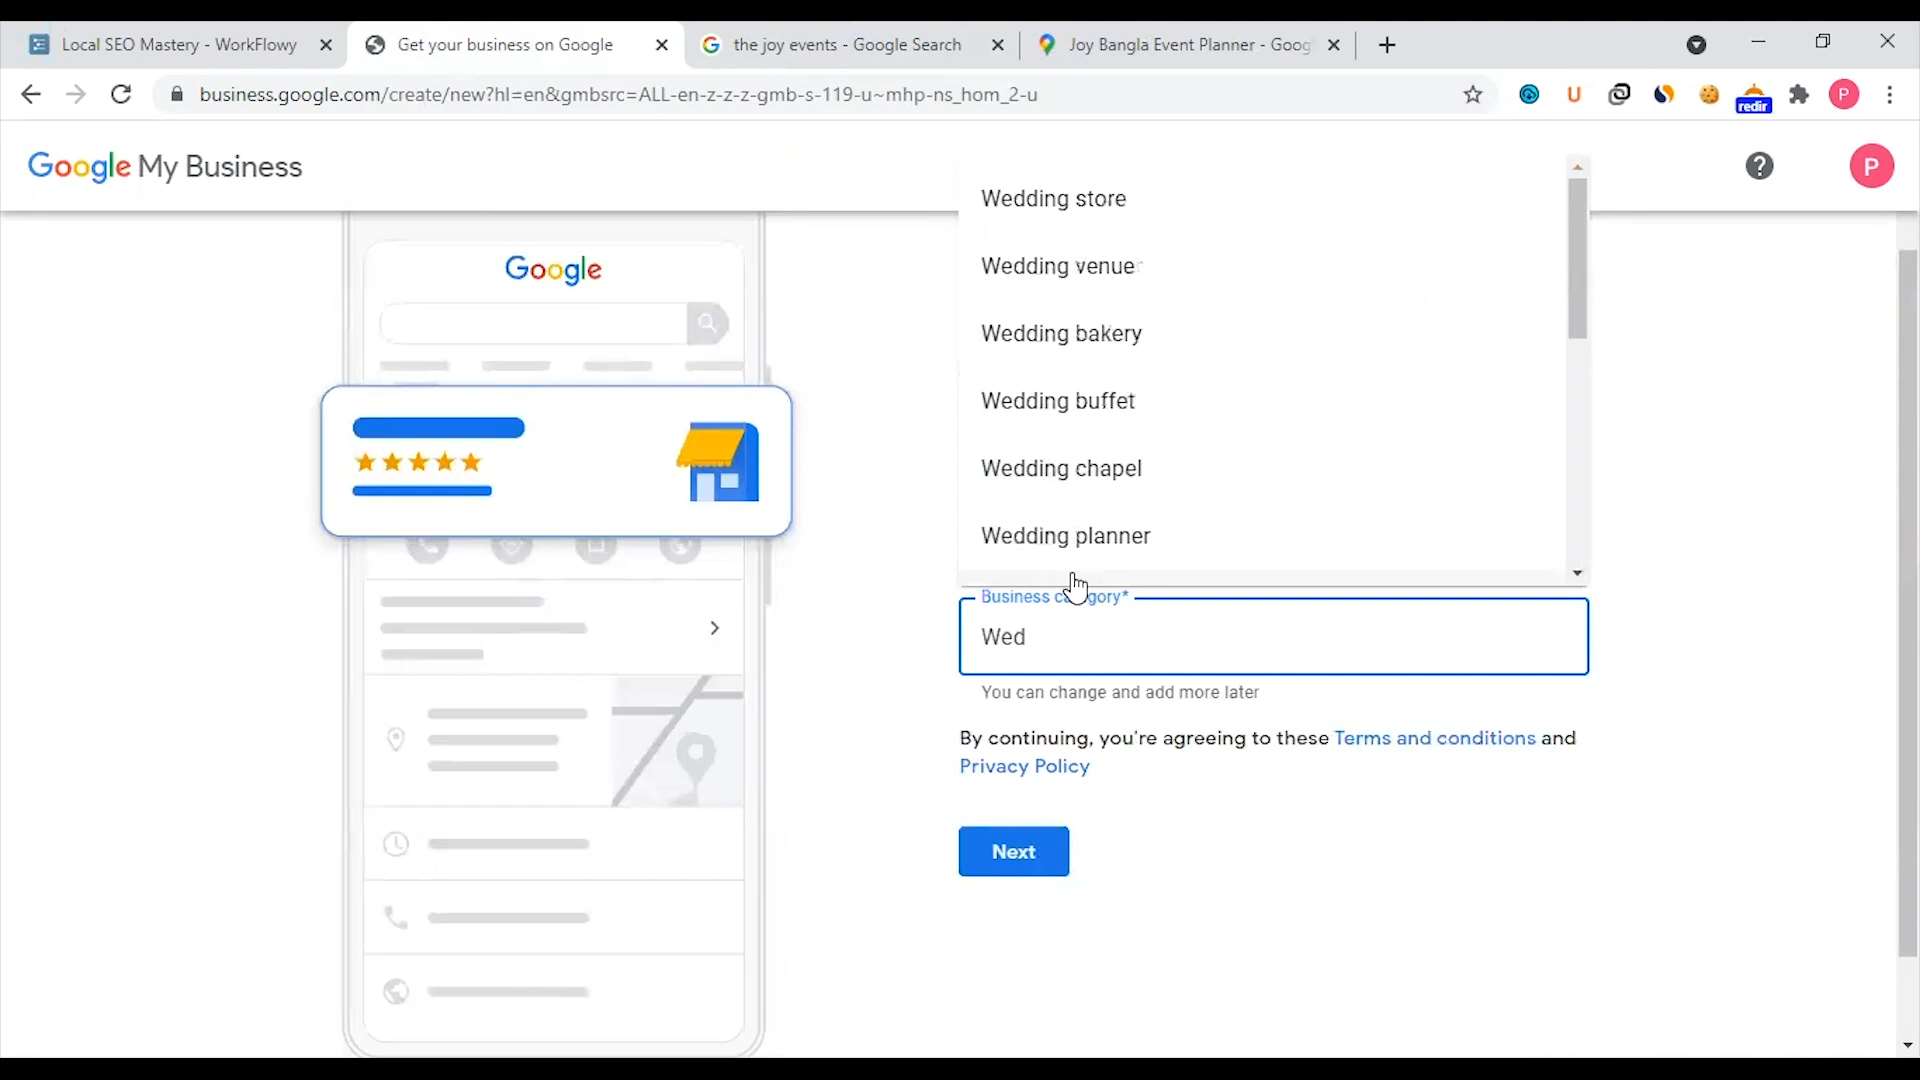 Local SEO Mastery - WorkFlowy
Get your business on Google
the joy events - Google Search
Joy Bangla Event Planner - Goog
business.google.com/create/new?hl=en&gmbsrc=ALL-en-z-z-z-gmb-s-119-u~mhp-ns_hom_2-u
U
redir
P
Google My Business
P
Google
Wedding store
Wedding venue
Wedding bakery
Wedding buffet
Wedding chapel
Wedding planner
Business category*
Wed
You can change and add more later
By continuing, you're agreeing to these Terms and conditions and
Privacy Policy
Next